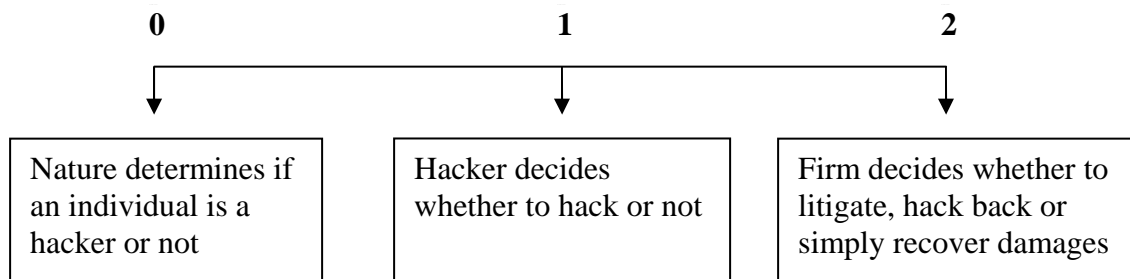 0 1 2
Nature determines if
an individual is a
hacker or not
Hacker decides
whether to hack or not
Firm decides whether to
litigate, hack back or
simply recover damages